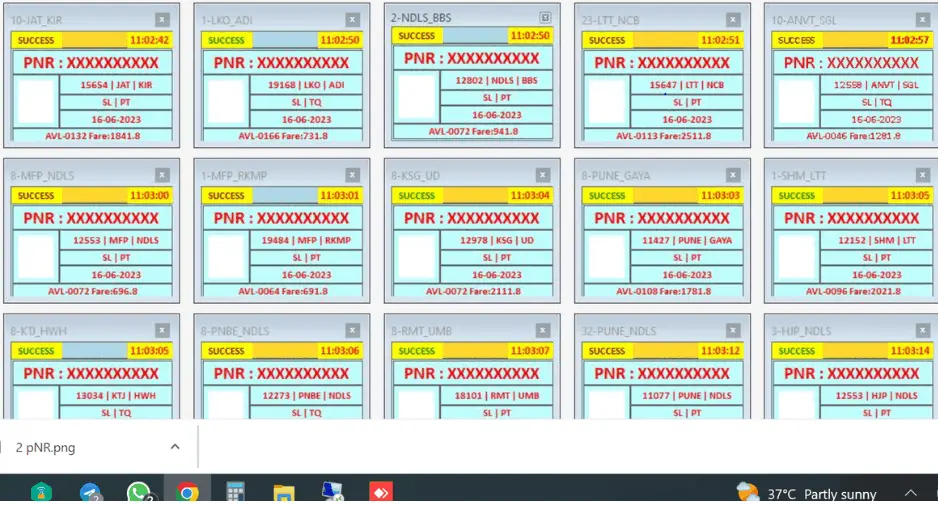 10-JAT_KIR x
SUCCESS 11:02:42
PNR : XXXXXXXXXX
15654 | JAT | KIR
SL | PT
16-06-2023
AVL-0132 Fare:1841.8
1-LKO_ADI x
SUCCESS 11:02:50
PNR : XXXXXXXXXX
19168 | LKO | ADI
SL | TQ
16-06-2023
AVL-0166 Fare:731.8
2-NDLS_BBS
SUCCESS 11:02:50
PNR : XXXXXXXXXX
12802 | NDLS | BBS
SL | PT
16-06-2023
AVL-0072 Fare:941.8
23-LTT_NCB x
SUCCESS 11:02:51
PNR : XXXXXXXXXX
15647 | LTT | NCB
SL | PT
16-06-2023
AVL-0113 Fare:2511.8
10-ANVT_SGL x
SUCCESS 11:02:57
PNR : XXXXXXXXXX
12558 | ANVT | SGL
SL | TQ
16-06-2023
AVL-0046 Fare:1281.8
8-MFP_NDLS x
SUCCESS 11:03:00
PNR : XXXXXXXXXX
12553 | MFP | NDLS
SL | PT
16-06-2023
AVL-0072 Fare:696.8
1-MFP_RKMP x
SUCCESS 11:03:01
PNR : XXXXXXXXXX
19484 | MFP | RKMP
SL | PT
16-06-2023
AVL-0064 Fare:691.8
8-KSG_UD x
SUCCESS 11:03:04
PNR : XXXXXXXXXX
12978 | KSG | UD
SL | PT
16-06-2023
AVL-0072 Fare:2111.8
8-PUNE_GAYA x
SUCCESS 11:03:03
PNR : XXXXXXXXXX
11427 | PUNE | GAYA
SL | PT
16-06-2023
AVL-0108 Fare:1781.8
1-SHM_LTT x
SUCCESS 11:03:05
PNR : XXXXXXXXXX
12152 | SHM | LTT
SL | PT
16-06-2023
AVL-0096 Fare:2021.8
8-KTJ_HWH x
SUCCESS 11:03:05
PNR : XXXXXXXXXX
13034 | KTJ | HWH
SL | TQ
8-PNBE_NDLS x
SUCCESS 11:03:06
PNR : XXXXXXXXXX
12273 | PNBE | NDLS
SL | TQ
8-RMT_UMB x
SUCCESS 11:03:07
PNR : XXXXXXXXXX
18101 | RMT | UMB
SL | PT
32-PUNE_NDLS x
SUCCESS 11:03:12
PNR : XXXXXXXXXX
11077 | PUNE | NDLS
SL | PT
3-HJP_NDLS x
SUCCESS 11:03:14
PNR : XXXXXXXXXX
12553 | HJP | NDLS
SL | PT
2 pNR.png
37°C Partly sunny